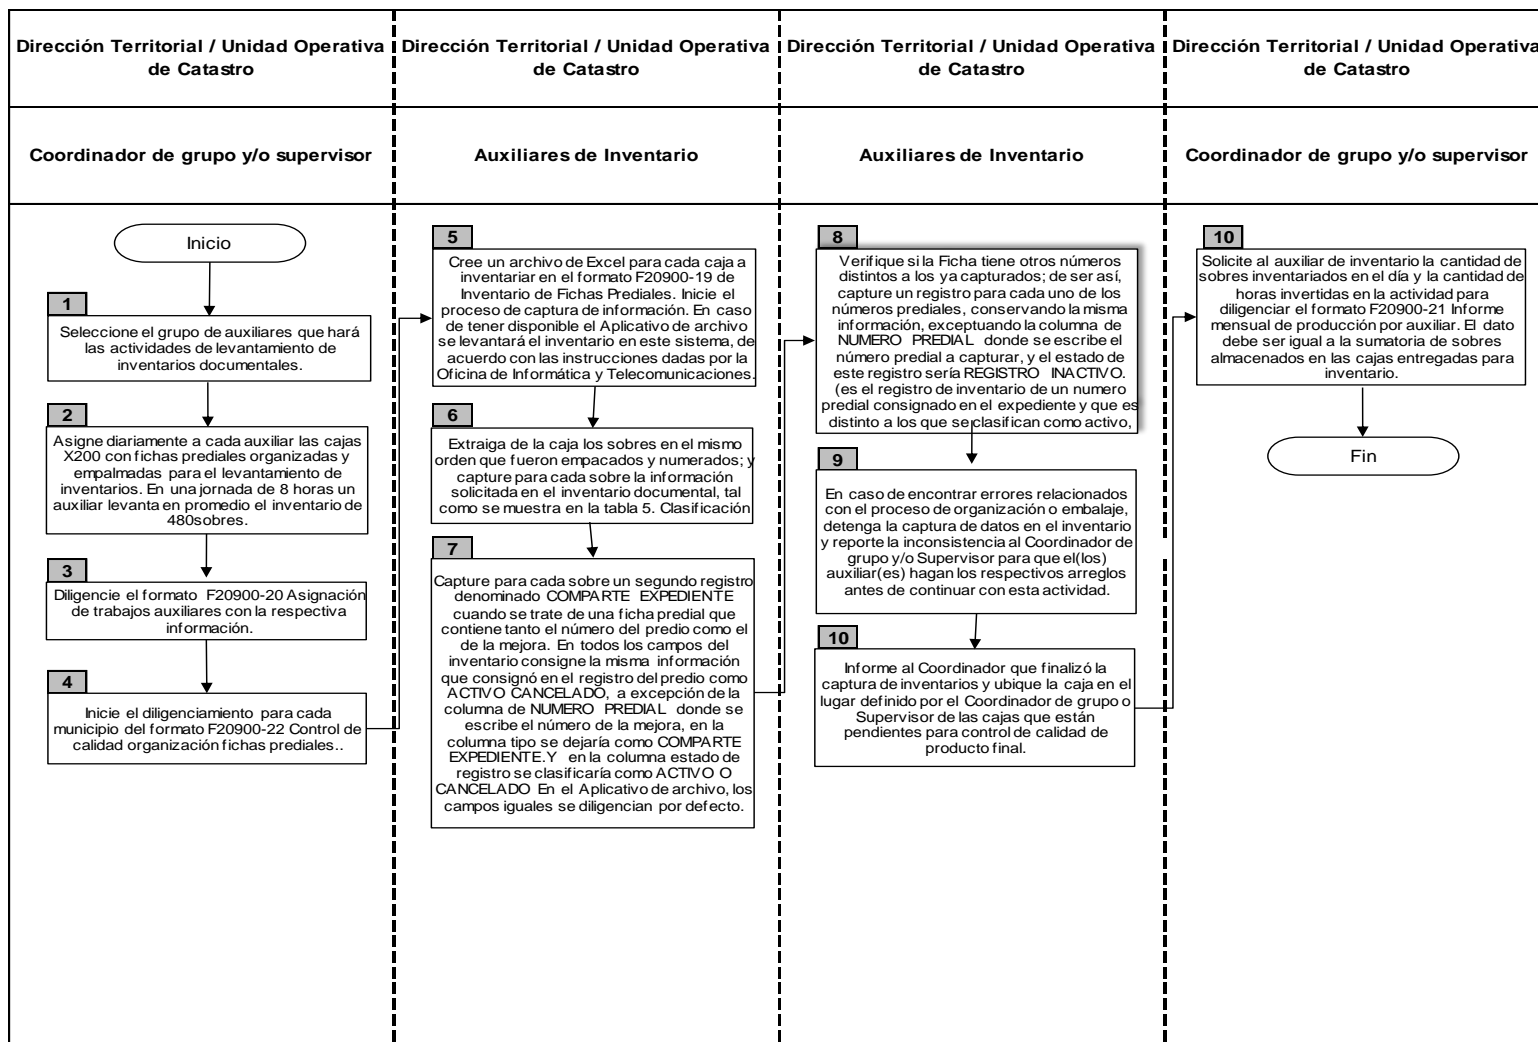 Dirección Territorial / Unidad Operativa
de Catastro
Dirección Territorial / Unidad Operativa
de Catastro
Dirección Territorial / Unidad Operativa
de Catastro
Dirección Territorial / Unidad Operativa
de Catastro
Coordinador de grupo y/o supervisor
Auxiliares de Inventario
Auxiliares de Inventario
Coordinador de grupo y/o supervisor
Inicio
1
Seleccione el grupo de auxiliares que hará
las actividades de levantamiento de
inventarios documentales.
2
Asigne diariamente a cada auxiliar las cajas
X200 con fichas prediales organizadas y
empalmadas para el levantamiento de
inventarios. En una jornada de 8 horas un
auxiliar levanta en promedio el inventario de
480sobres.
3
Diligencie el formato F20900-20 Asignación
de trabajos auxiliares con la respectiva
información.
4
Inicie el diligenciamiento para cada
municipio del formato F20900-22 Control de
calidad organización fichas prediales..
5
Cree un archivo de Excel para cada caja a
inventariar en el formato F20900-19 de
Inventario de Fichas Prediales. Inicie el
proceso de captura de información. En caso
de tener disponible el Aplicativo de archivo
se levantará el inventario en este sistema, de
acuerdo con las instrucciones dadas por la
Oficina de Informática y Telecomunicaciones.
6
Extraiga de la caja los sobres en el mismo
orden que fueron empacados y numerados; y
capture para cada sobre la información
solicitada en el inventario documental, tal
como se muestra en la tabla 5. Clasificación
7
Capture para cada sobre un segundo registro
denominado COMPARTE EXPEDIENTE
cuando se trate de una ficha predial que
contiene tanto el número del predio como el
de la mejora. En todos los campos del
inventario consigne la misma información
que consignó en el registro del predio como
ACTIVO CANCELADO, a excepción de la
columna de NUMERO PREDIAL donde se
escribe el número de la mejora, en la
columna tipo se dejaría como COMPARTE
EXPEDIENTE.Y en la columna estado de
registro se clasificaría como ACTIVO O
CANCELADO En el Aplicativo de archivo, los
campos iguales se diligencian por defecto.
8
Verifique si la Ficha tiene otros números
distintos a los ya capturados; de ser así,
capture un registro para cada uno de los
números prediales, conservando la misma
información, exceptuando la columna de
NUMERO PREDIAL donde se escribe el
número predial a capturar, y el estado de
este registro sería REGISTRO INACTIVO.
(es el registro de inventario de un numero
predial consignado en el expediente y que es
distinto a los que se clasifican como activo,
9
En caso de encontrar errores relacionados
con el proceso de organización o embalaje,
detenga la captura de datos en el inventario
y reporte la inconsistencia al Coordinador de
grupo y/o Supervisor para que el(los)
auxiliar(es) hagan los respectivos arreglos
antes de continuar con esta actividad.
10
Informe al Coordinador que finalizó la
captura de inventarios y ubique la caja en el
lugar definido por el Coordinador de grupo o
Supervisor de las cajas que están
pendientes para control de calidad de
producto final.
10
Solicite al auxiliar de inventario la cantidad de
sobres inventariados en el día y la cantidad de
horas invertidas en la actividad para
diligenciar el formato F20900-21 Informe
mensual de producción por auxiliar. El dato
debe ser igual a la sumatoria de sobres
almacenados en las cajas entregadas para
inventario.
Fin